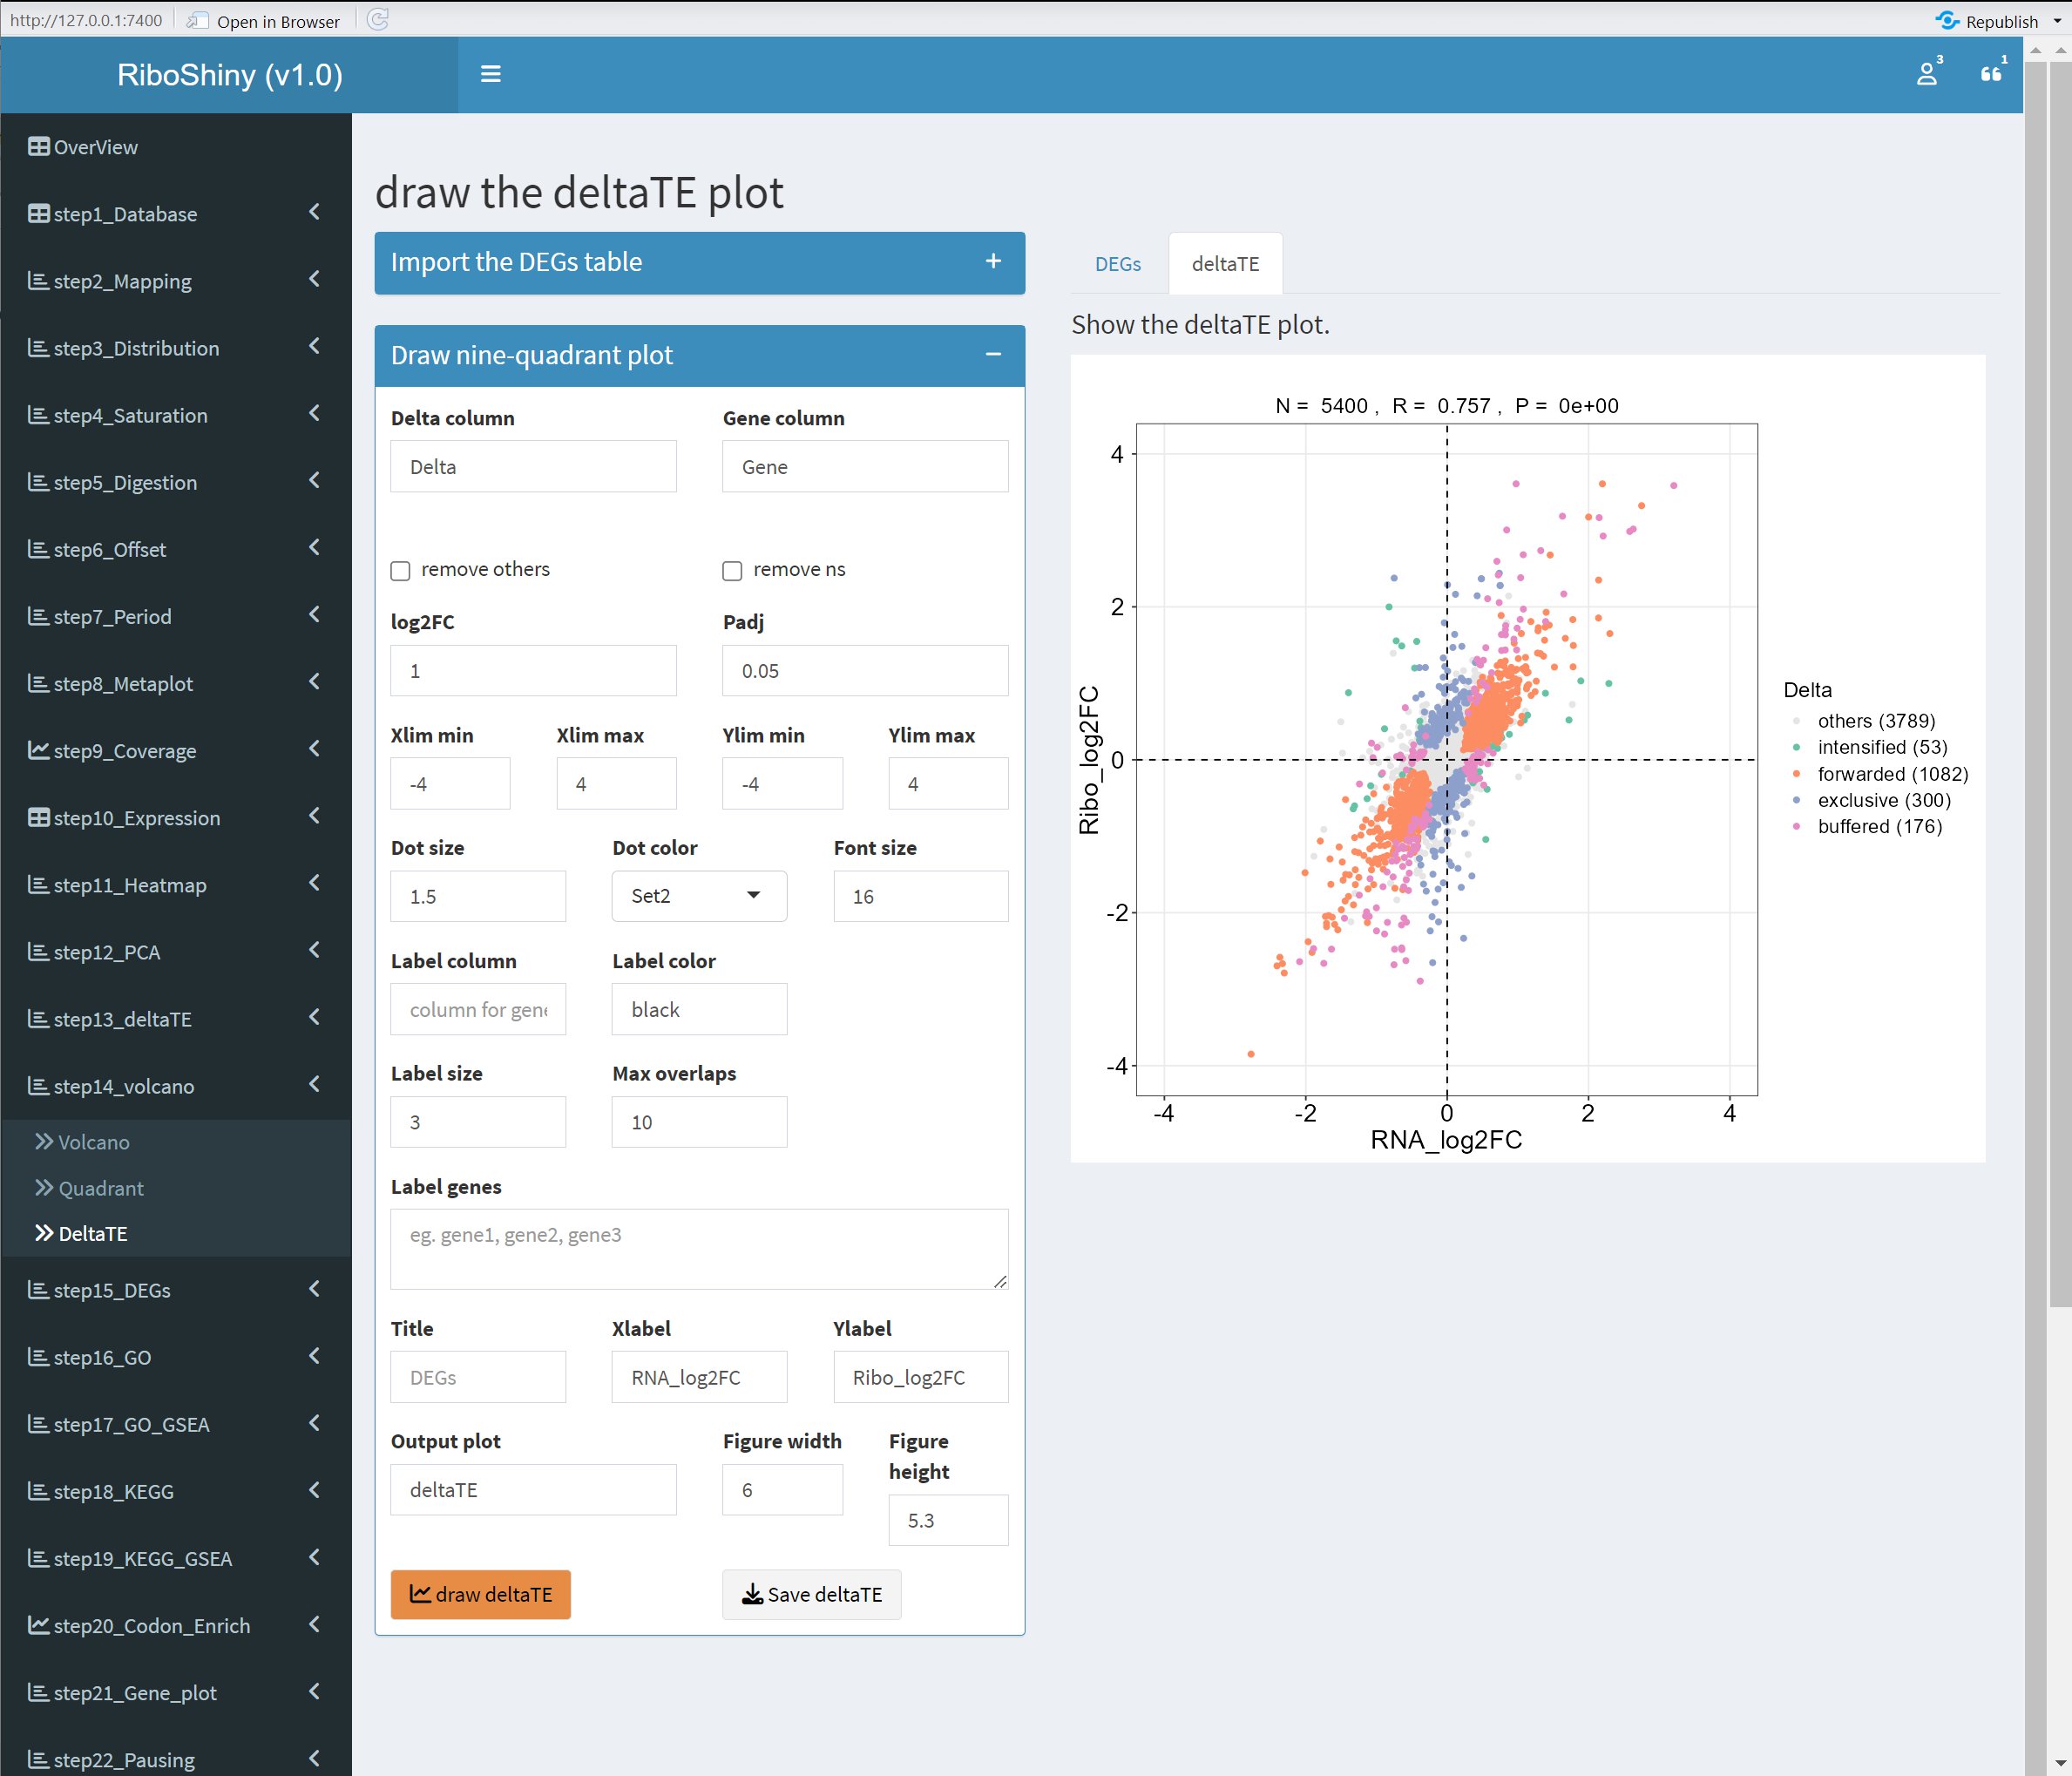 http://127.0.0.1:7400 Open in Browser Republish
RiboShiny (v1.0) 3 1
OverView
step1_Database
step2_Mapping
step3_Distribution
step4_Saturation
step5_Digestion
step6_Offset
step7_Period
step8_Metaplot
step9_Coverage
step10_Expression
step11_Heatmap
step12_PCA
step13_deltaTE
step14_volcano
Volcano
Quadrant
DeltaTE
step15_DEGs
step16_GO
step17_GO_GSEA
step18_KEGG
step19_KEGG_GSEA
step20_Codon_Enrich
step21_Gene_plot
step22_Pausing
draw the deltaTE plot
Import the DEGs table
Draw nine-quadrant plot
Delta column Gene column
Delta Gene
remove others remove ns
log2FC Padj
1 0.05
Xlim min Xlim max Ylim min Ylim max
-4 4 -4 4
Dot size Dot color Font size
1.5 Set2 16
Label column Label color
column for gene black
Label size Max overlaps
3 10
Label genes
eg. gene1, gene2, gene3
Title Xlabel Ylabel
DEGs RNA_log2FC Ribo_log2FC
Output plot Figure width Figure height
deltaTE 6 5.3
draw deltaTE Save deltaTE
DEGs deltaTE
Show the deltaTE plot.
N = 5400 , R = 0.757 , P = 0e+00
4
2
0
-2
-4
Ribo_log2FC
-4 -2 0 2 4
RNA_log2FC
Delta
others (3789)
intensified (53)
forwarded (1082)
exclusive (300)
buffered (176)